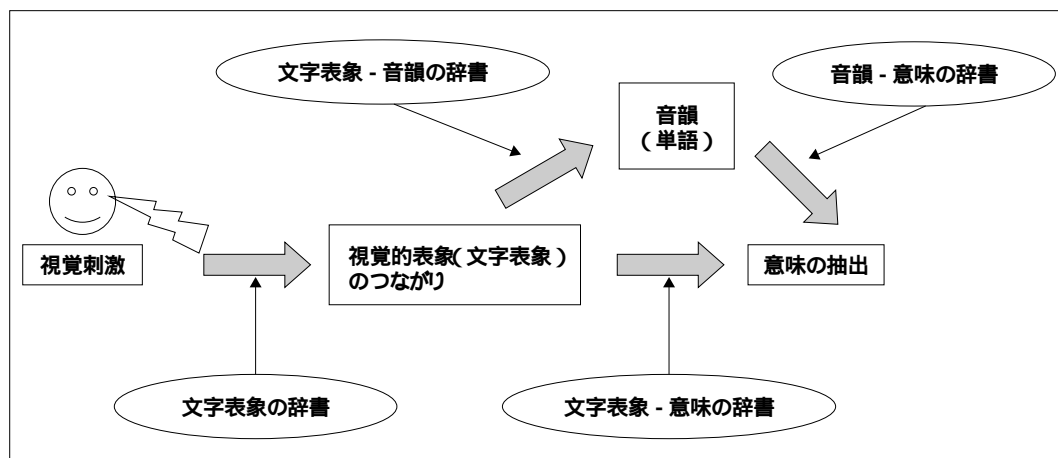 文字表象 - 音韻の辞書
音韻 - 意味の辞書
音韻
(単語)
視覚刺激
視覚的表象(文字表象)
のつながり
意味の抽出
文字表象の辞書
文字表象 - 意味の辞書